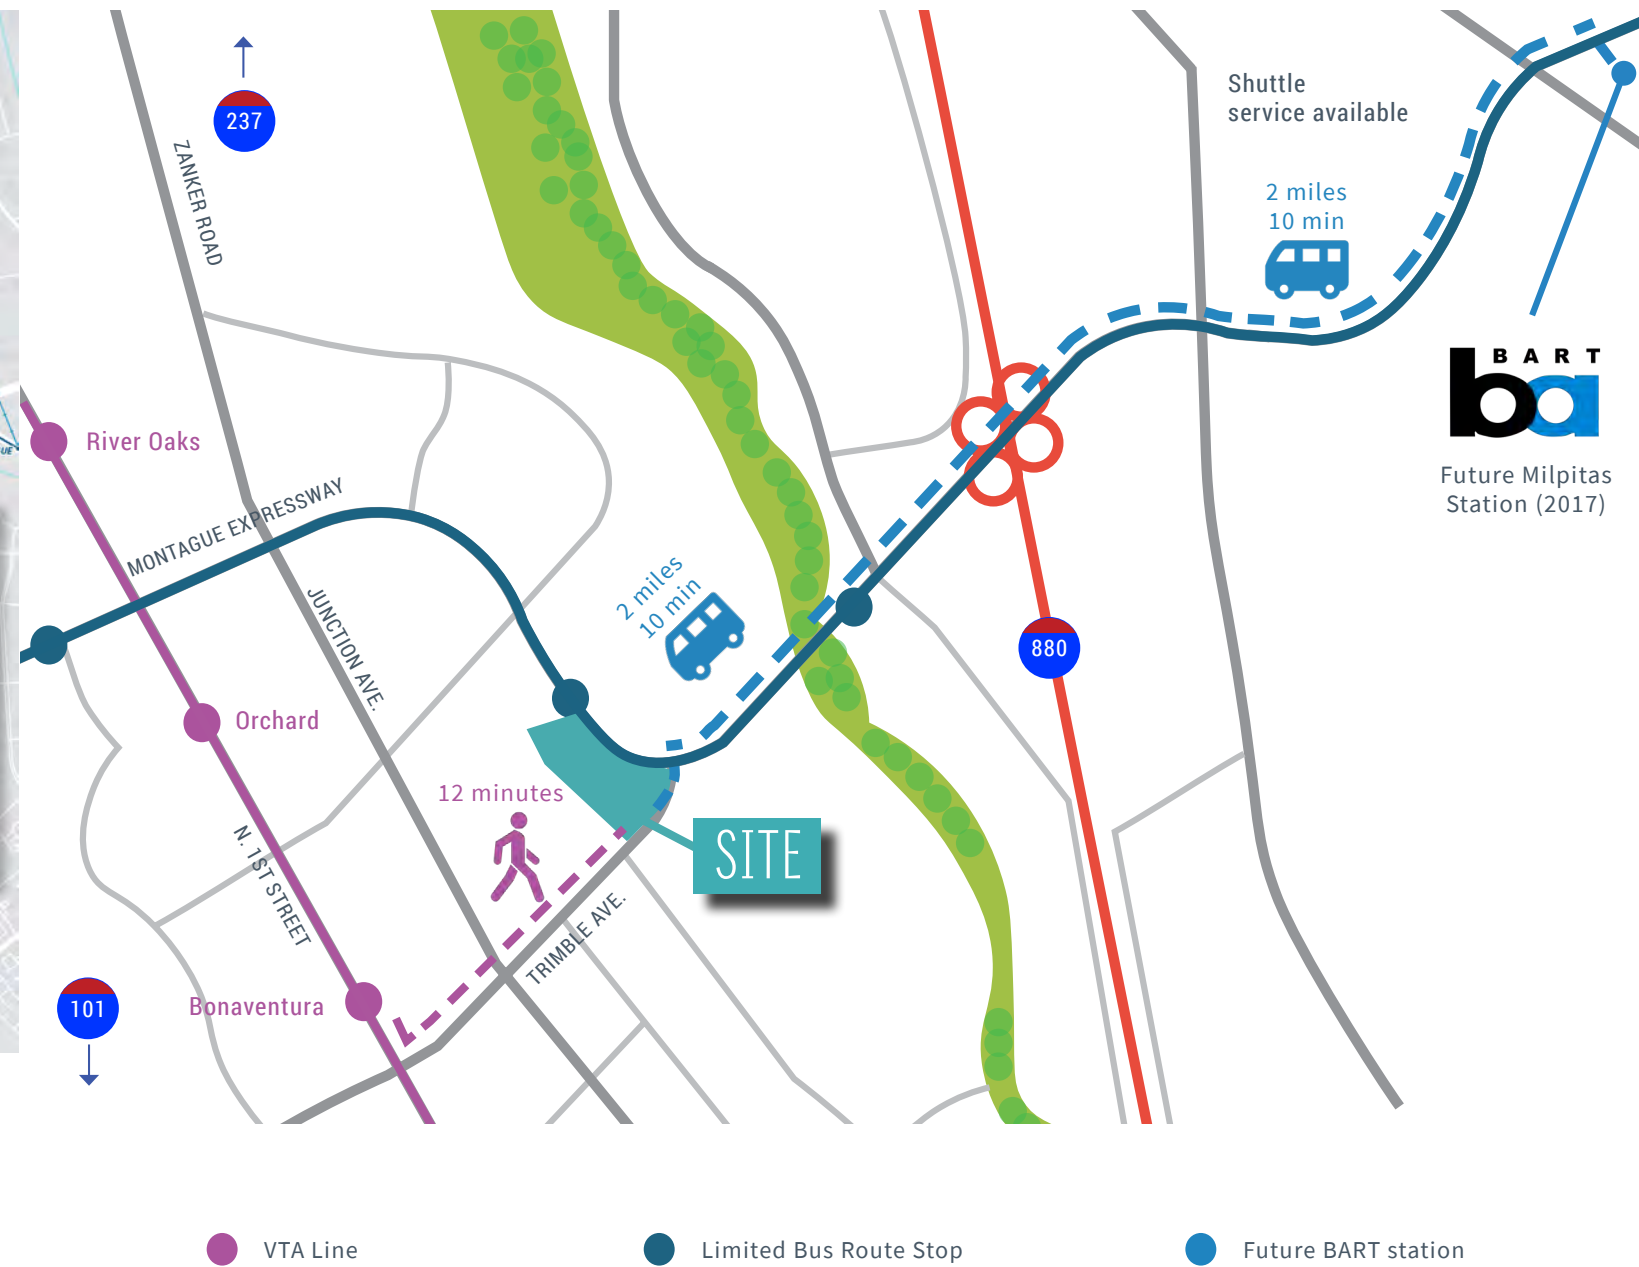 237
ZANKER ROAD
Shuttle
service available
2 miles
10 min
BART
ba
Future Milpitas
Station (2017)
River Oaks
UE
MONTAGUE EXPRESSWAY
JUNCTION AVE.
2 miles
10 min
880
Orchard
12 minutes
SITE
N. 1ST STREET
TRIMBLE AVE.
Bonaventura
101
VTA Line
Limited Bus Route Stop
Future BART station